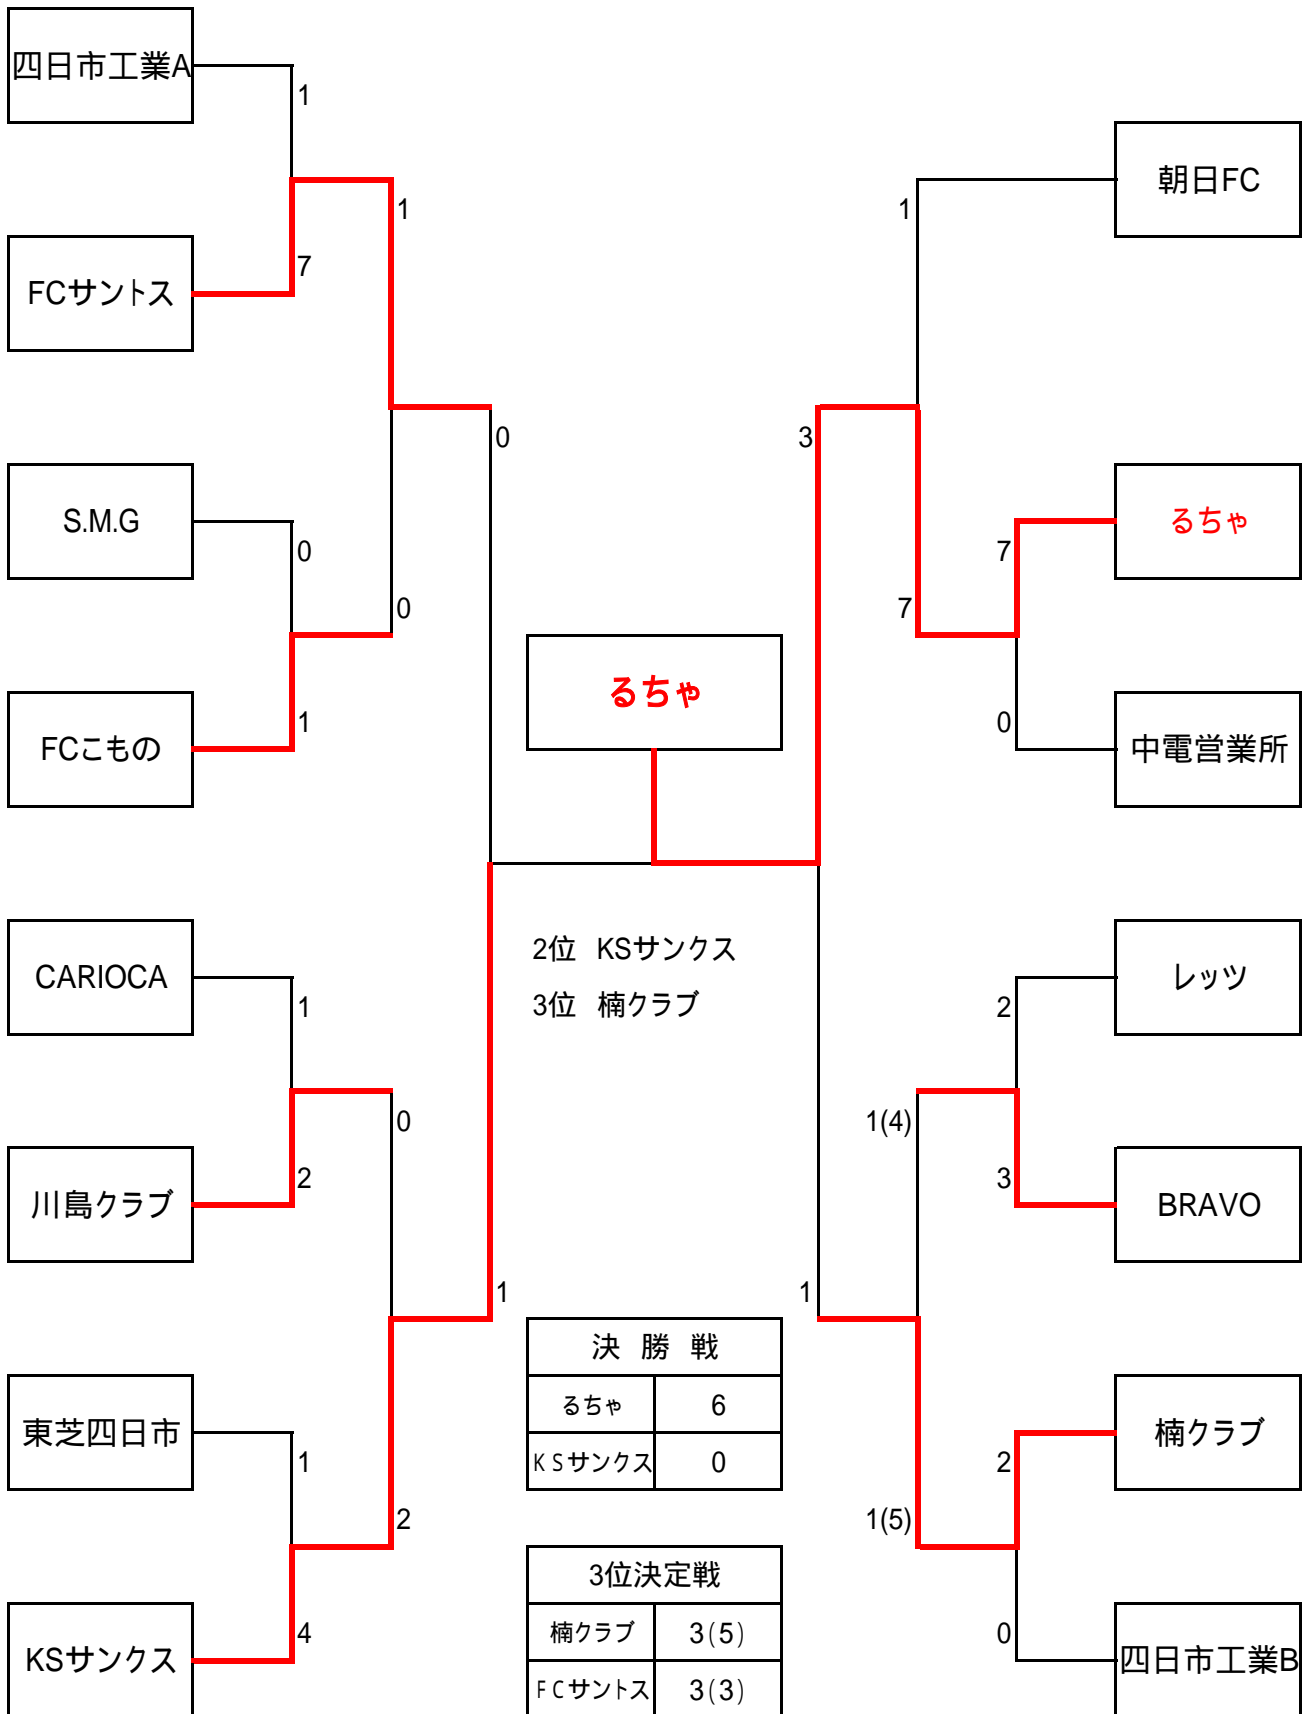 四日市工業A
1
朝日FC
1
1
FCサントス
7
0
3
S.M.G
るちゃ
0
7
0
7
るちゃ
FCこもの
1
0
中電営業所
2位 KSサンクス
CARIOCA
レッツ
1
3位 楠クラブ
2
0
1(4)
川島クラブ
2
3
BRAVO
1
1
決 勝 戦
るちゃ 6
東芝四日市
楠クラブ
1
KSサンクス 0
2
2
1(5)
3位決定戦
楠クラブ 3(5)
4
0
KSサンクス
四日市工業B
FCサントス 3(3)